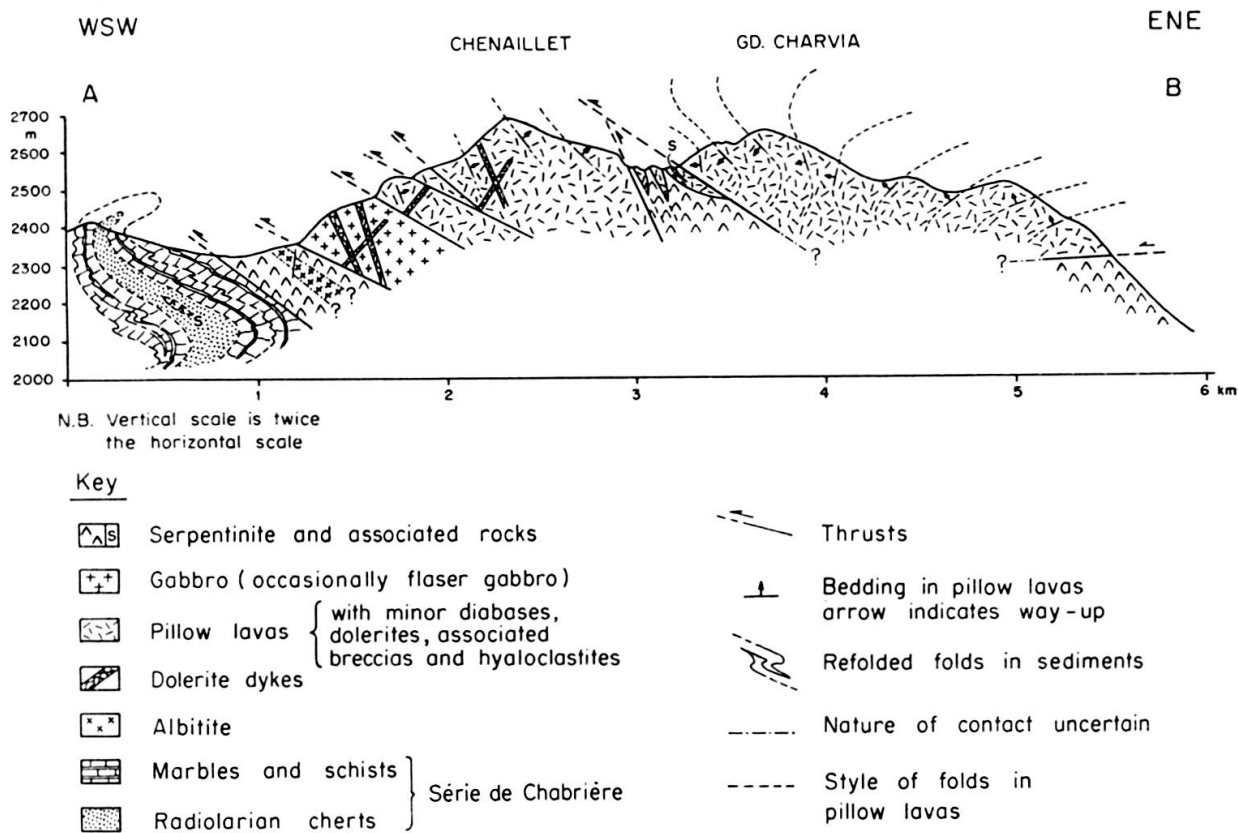 WSW
ENE
CHENAILLET
GD. CHARVIA
A
B
2700
m
2600
2500
2400
2300
2200
2100
2000
S
S
?
?
?
?
1
2
3
4
5
6 km
N.B. Vertical scale is twice
the horizontal scale
Key
S Serpentinite and associated rocks
Gabbro (occasionally flaser gabbro)
Pillow lavas { with minor diabases,
dolerites, associated
breccias and hyaloclastites
Dolerite dykes
Albitite
Marbles and schists
Radiolarian cherts
} Série de Chabrière
Thrusts
Bedding in pillow lavas
arrow indicates way-up
Refolded folds in sediments
Nature of contact uncertain
Style of folds in
pillow lavas